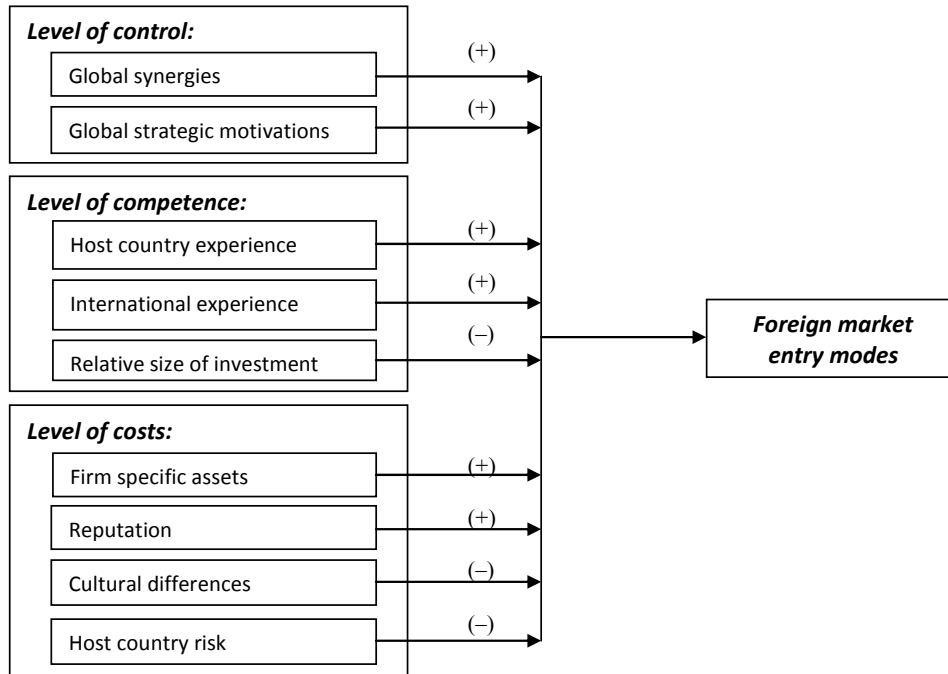 Level of control:
Global synergies
(+)
Global strategic motivations
(+)
Level of competence:
Host country experience
(+)
International experience
(+)
Relative size of investment
(–)
Foreign market
entry modes
Level of costs:
Firm specific assets
(+)
Reputation
(+)
Cultural differences
(–)
Host country risk
(–)